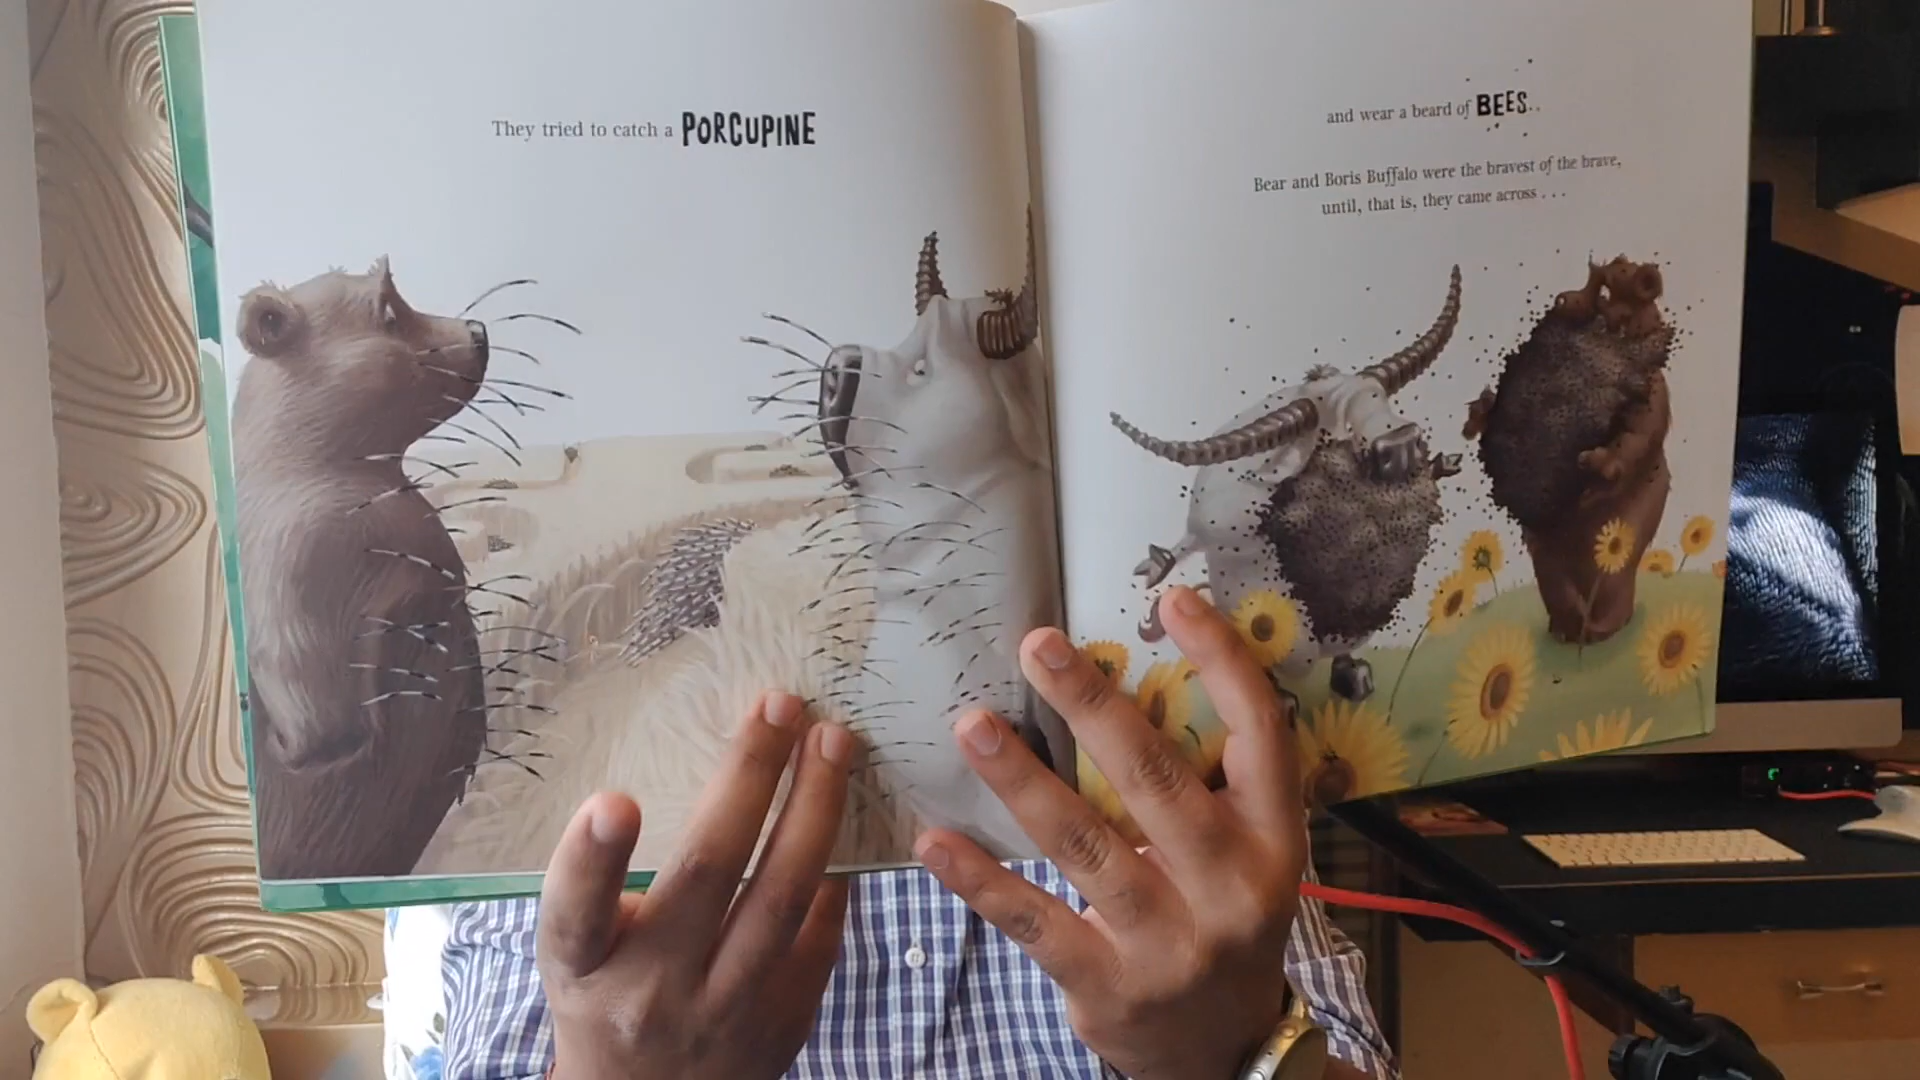 They tried to catch a PORCUPINE
and wear a beard of BEES..
Bear and Boris Buffalo were the bravest of the brave,
until, that is, they came across . . .